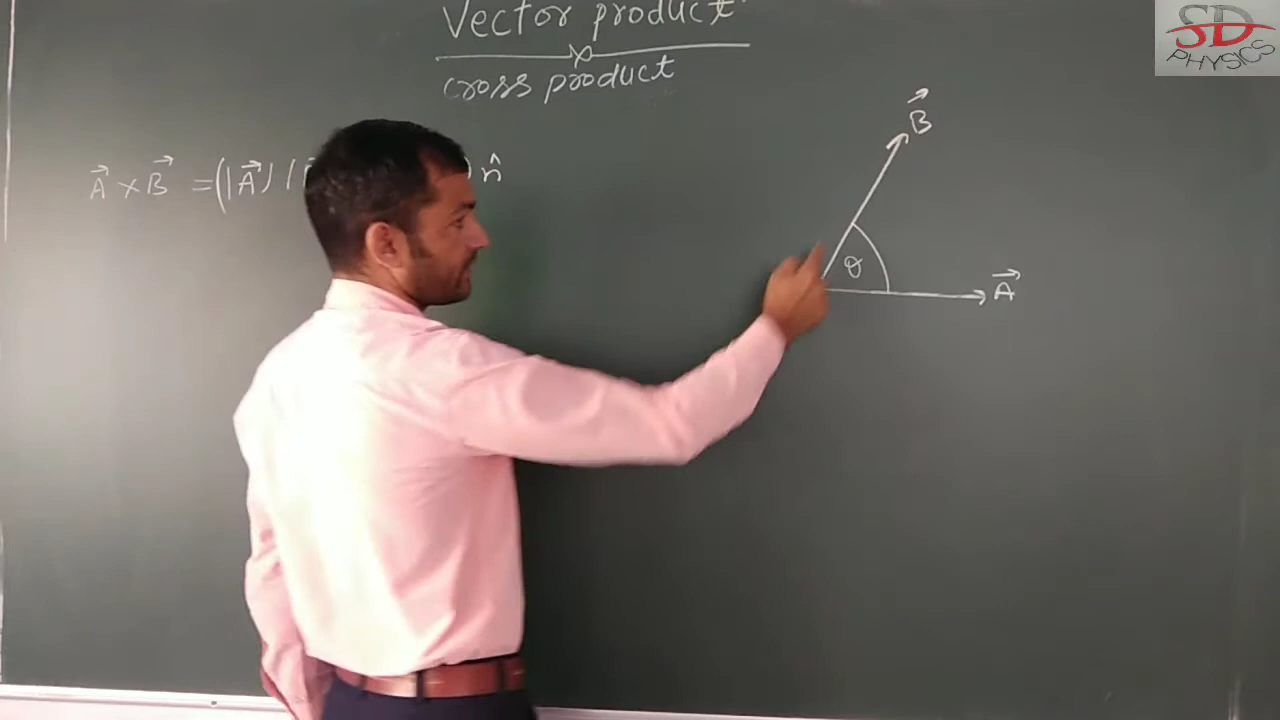 Vector product
cross product
A⃗ × B⃗ = (|A⃗| | ) n̂
B⃗
θ
A⃗
SD
PHYSICS